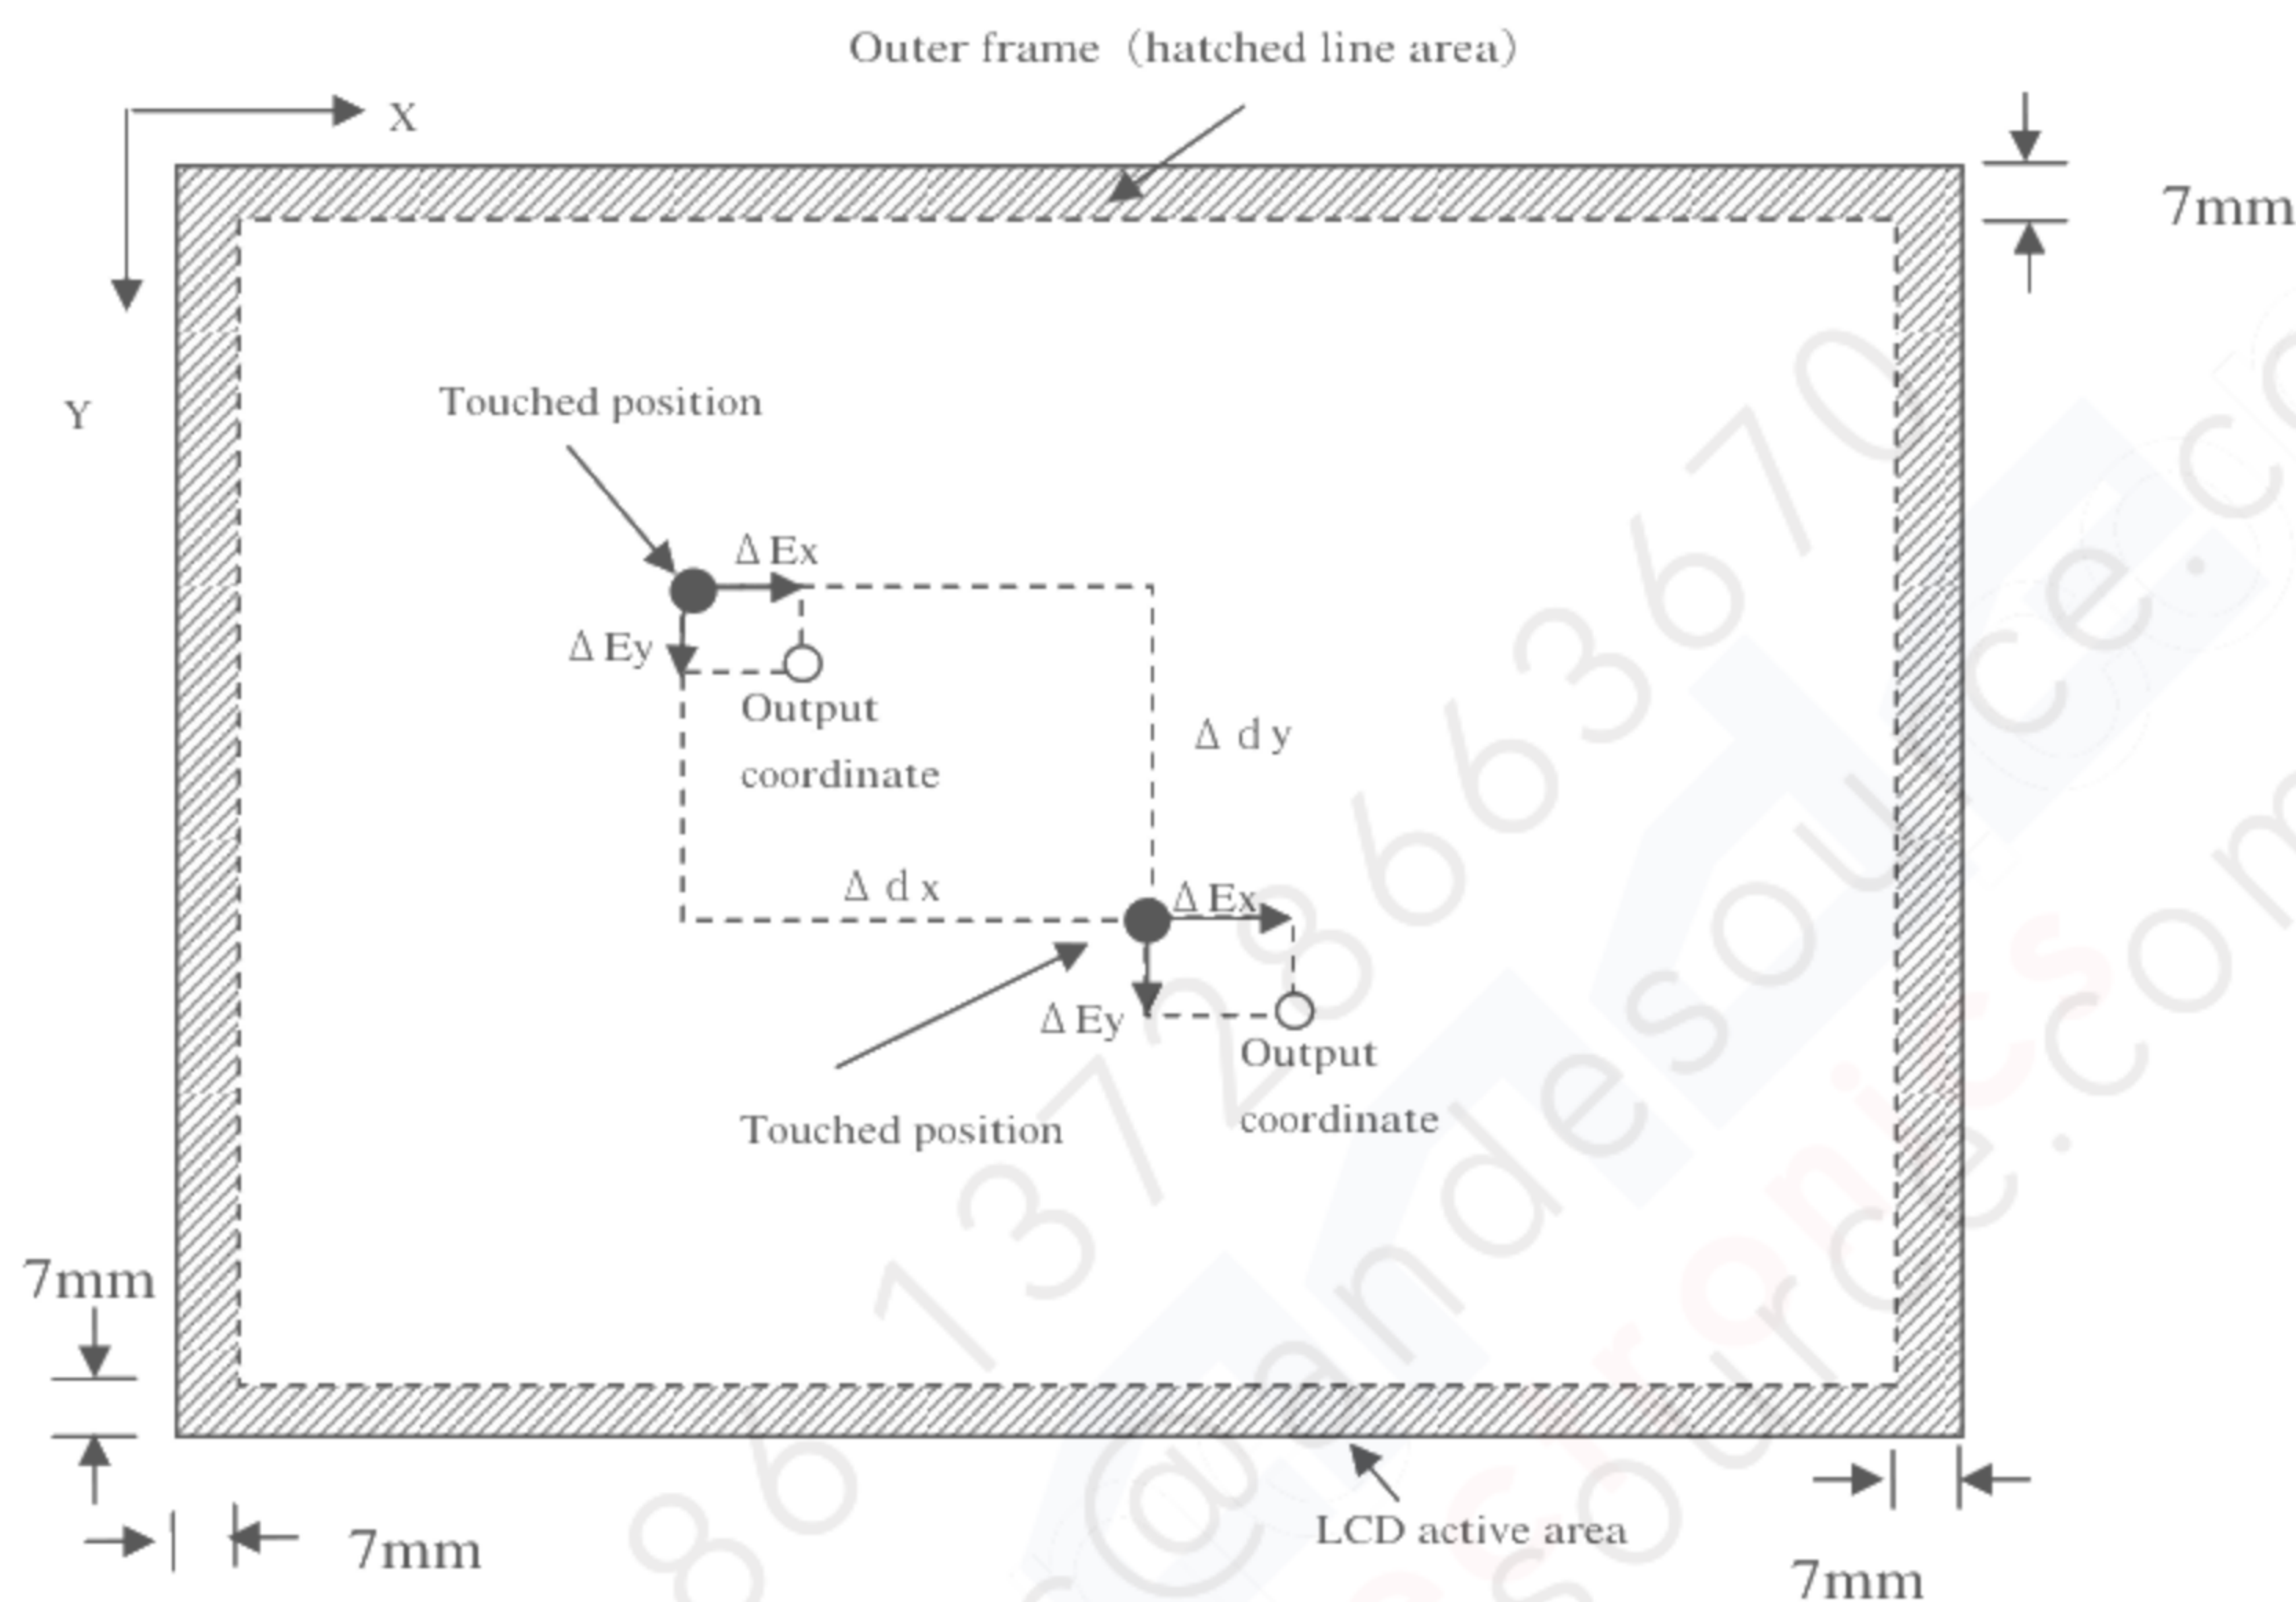 Outer frame (hatched line area)
X
7mm
Y
Touched position
Δ Ex
Δ Ey
Output
coordinate
Δ d y
Δ d x
Δ Ex
Δ Ey
Output
coordinate
Touched position
7mm
7mm
LCD active area
7mm